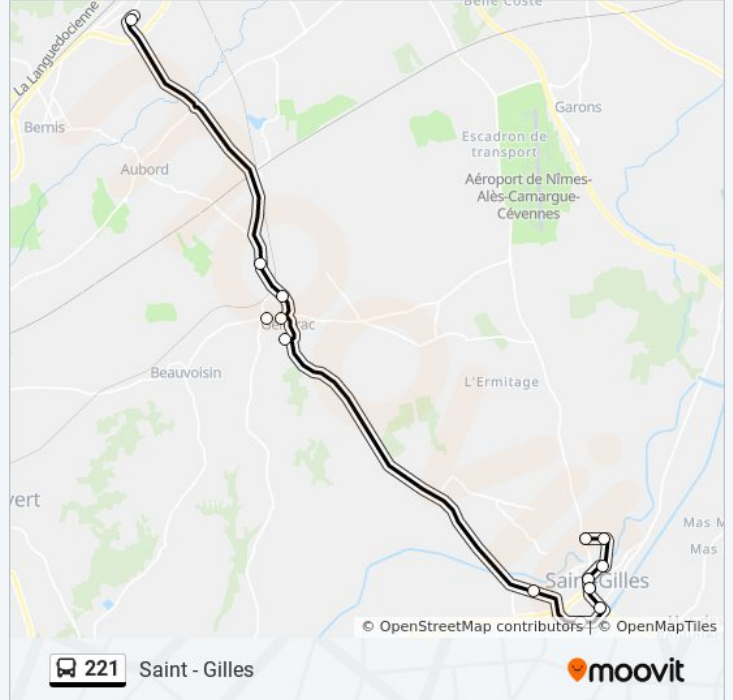 Belle Coste
La Languedocienne
Garons
Bernis
Escadron de
transport
Aubord
Aéroport de Nîmes-
Alès-Camargue-
Cévennes
Beauvoisin
L'Ermitage
vert
Mas M
Mas
Saint-Gilles
© OpenStreetMap contributors | © OpenMapTiles
221 Saint - Gilles
moovit